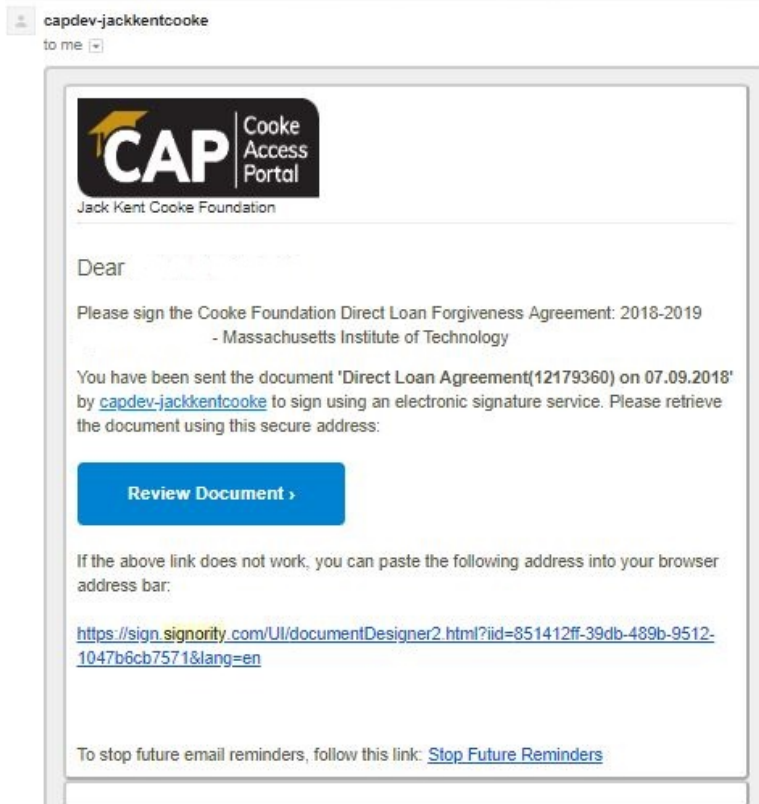 capdev-jackkentcooke
to me
CAP Cooke
Access
Portal
Jack Kent Cooke Foundation
Dear
Please sign the Cooke Foundation Direct Loan Forgiveness Agreement: 2018-2019
- Massachusetts Institute of Technology
You have been sent the document 'Direct Loan Agreement(12179360) on 07.09.2018'
by capdev-jackkentcooke to sign using an electronic signature service. Please retrieve
the document using this secure address:
Review Document ›
If the above link does not work, you can paste the following address into your browser
address bar:
https://sign.signority.com/UI/documentDesigner2.html?iid=851412ff-39db-489b-9512-
1047b6cb7571&lang=en
To stop future email reminders, follow this link: Stop Future Reminders